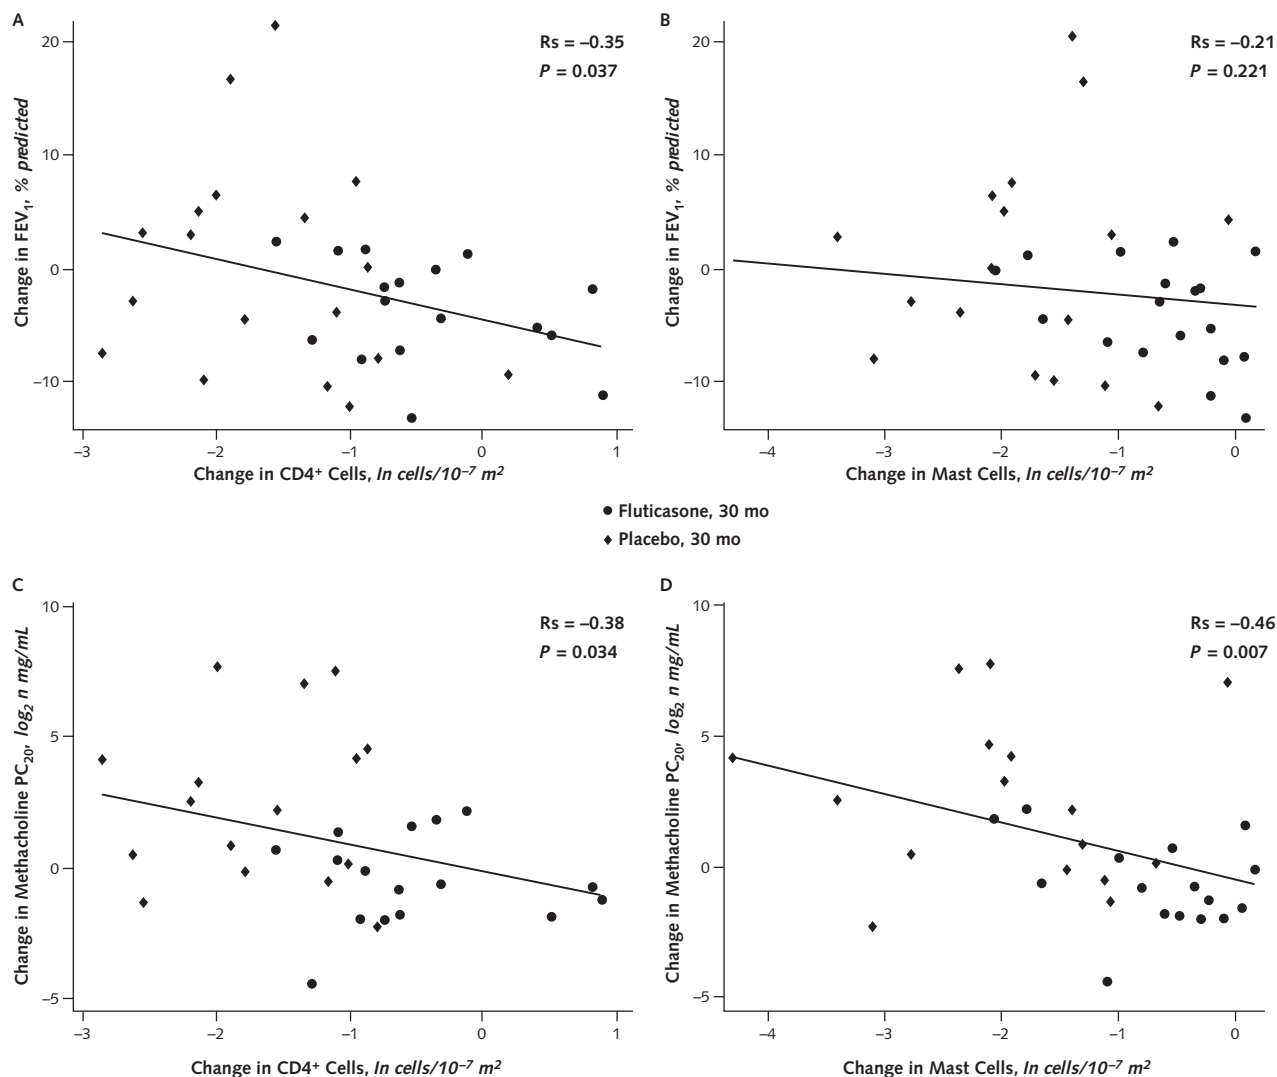 A
Rs = –0.35
P = 0.037
Change in FEV1, % predicted
20
10
0
–10
–3
–2
–1
0
1
Change in CD4+ Cells, In cells/10–7 m2
B
Rs = –0.21
P = 0.221
Change in FEV1, % predicted
20
10
0
–10
–4
–3
–2
–1
0
Change in Mast Cells, In cells/10–7 m2
Fluticasone, 30 mo
Placebo, 30 mo
C
Rs = –0.38
P = 0.034
Change in Methacholine PC20, log2 n mg/mL
10
5
0
–5
–3
–2
–1
0
1
Change in CD4+ Cells, In cells/10–7 m2
D
Rs = –0.46
P = 0.007
Change in Methacholine PC20, log2 n mg/mL
10
5
0
–5
–4
–3
–2
–1
0
Change in Mast Cells, In cells/10–7 m2